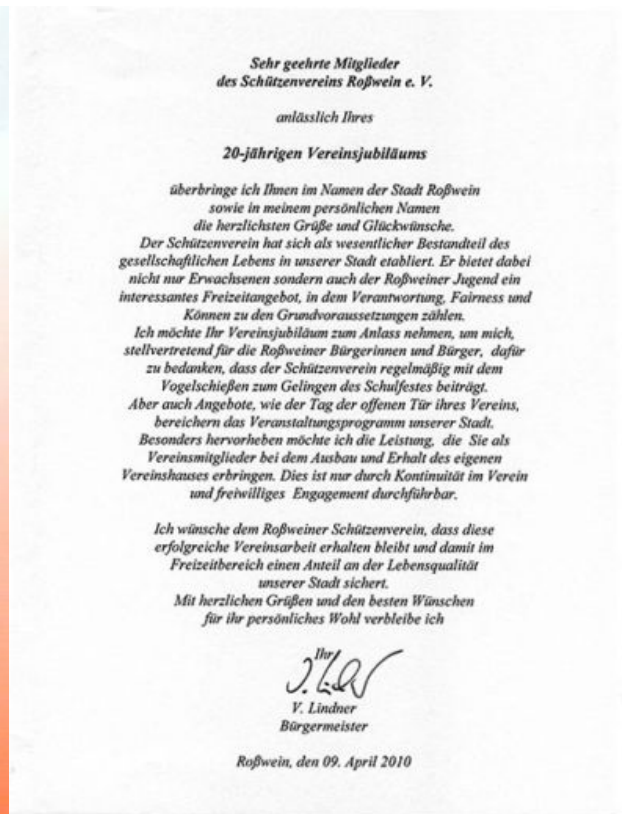 Sehr geehrte Mitglieder
des Schützenvereins Roßwein e. V.
anlässlich Ihres
20-jährigen Vereinsjubiläums
überbringe ich Ihnen im Namen der Stadt Roßwein
sowie in meinem persönlichen Namen
die herzlichsten Grüße und Glückwünsche.
Der Schützenverein hat sich als wesentlicher Bestandteil des
gesellschaftlichen Lebens in unserer Stadt etabliert. Er bietet dabei
nicht nur Erwachsenen sondern auch der Roßweiner Jugend ein
interessantes Freizeitangebot, in dem Verantwortung, Fairness und
Können zu den Grundvoraussetzungen zählen.
Ich möchte Ihr Vereinsjubiläum zum Anlass nehmen, um mich,
stellvertretend für die Roßweiner Bürgerinnen und Bürger, dafür
zu bedanken, dass der Schützenverein regelmäßig mit dem
Vogelschießen zum Gelingen des Schulfestes beiträgt.
Aber auch Angebote, wie der Tag der offenen Tür ihres Vereins,
bereichern das Veranstaltungsprogramm unserer Stadt.
Besonders hervorheben möchte ich die Leistung, die Sie als
Vereinsmitglieder bei dem Ausbau und Erhalt des eigenen
Vereinshauses erbringen. Dies ist nur durch Kontinuität im Verein
und freiwilliges Engagement durchführbar.
Ich wünsche dem Roßweiner Schützenverein, dass diese
erfolgreiche Vereinsarbeit erhalten bleibt und damit im
Freizeitbereich einen Anteil an der Lebensqualität
unserer Stadt sichert.
Mit herzlichen Grüßen und den besten Wünschen
für ihr persönliches Wohl verbleibe ich
Ihr
V. Lindner
Bürgermeister
Roßwein, den 09. April 2010